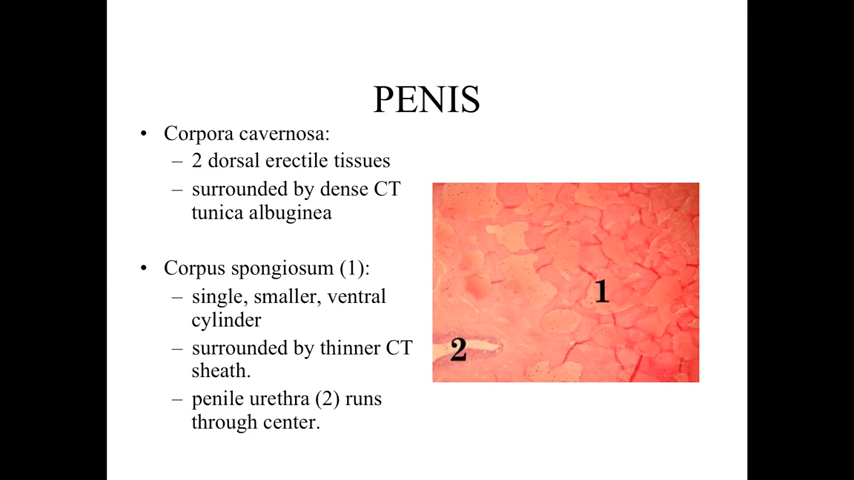 PENIS
• Corpora cavernosa:
– 2 dorsal erectile tissues
– surrounded by dense CT
tunica albuginea
• Corpus spongiosum (1):
– single, smaller, ventral
cylinder
– surrounded by thinner CT
sheath.
– penile urethra (2) runs
through center.
1
2